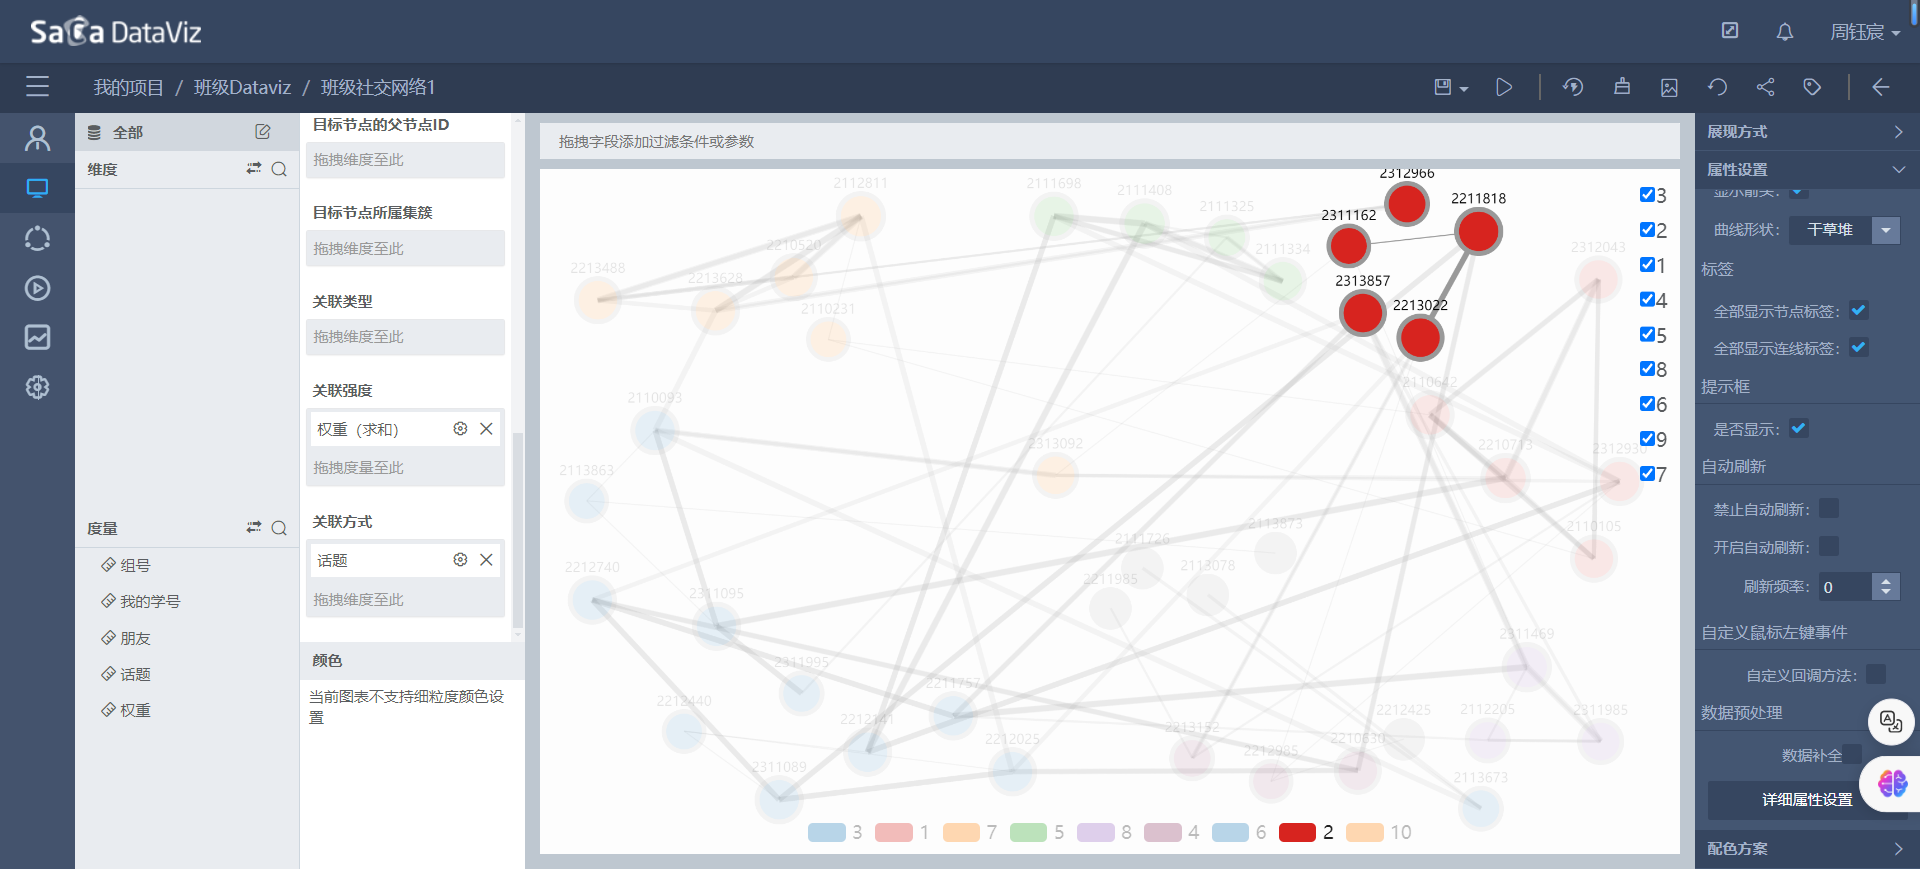 SaCa DataViz
周钰宸
我的项目 / 班级Dataviz / 班级社交网络1
全部
维度
度量
组号
我的学号
朋友
话题
权重
目标节点的父节点ID
拖拽维度至此
目标节点所属集簇
拖拽维度至此
关联类型
拖拽维度至此
关联强度
权重（求和）
拖拽度量至此
关联方式
话题
拖拽维度至此
颜色
当前图表不支持细粒度颜色设
置
拖拽字段添加过滤条件或参数
2112811
2111698
2111408
2111325
2312966
2211818
2311162
2210520
2111334
2312043
2213488
2213628
2313857
2110231
2213022
2110093
2110642
2313092
2210713
2312930
2113863
2113873
2110105
2111726
2212740
2211985
2113078
2311095
2311469
2311995
2211757
2212440
2212141
2212025
2213152
2212425
2112205
2311985
2212985
2210630
2311089
2113673
3
2
1
4
5
8
6
9
7
3 1 7 5 8 4 6 2 10
展现方式
属性设置
显示箭头:
曲线形状: 干草堆
标签
全部显示节点标签:
全部显示连线标签:
提示框
是否显示:
自动刷新
禁止自动刷新:
开启自动刷新:
刷新频率: 0
自定义鼠标左键事件
自定义回调方法:
数据预处理
数据补全
详细属性设置
配色方案